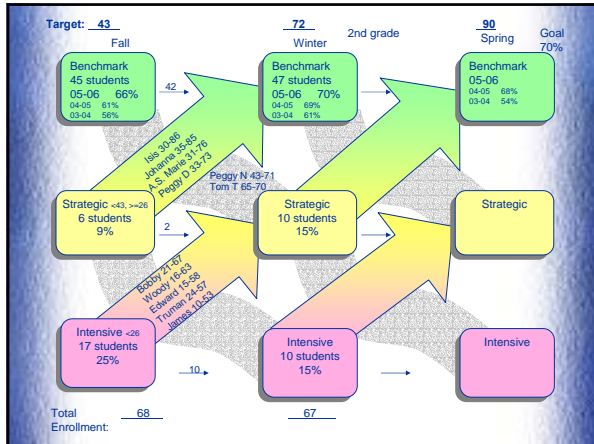 Target: 43 72 90
Fall Winter 2nd grade Spring Goal
70%
Benchmark
45 students
05-06 66%
04-05 61%
03-04 56%
42
Benchmark
47 students
05-06 70%
04-05 69%
03-04 61%
Benchmark
05-06
04-05 68%
03-04 54%
Isis 30-86
Johanna 35-85
A.S. Marie 31-76
Peggy D 33-73
Peggy N 43-71
Tom T 65-70
Strategic <43, >=26
6 students
9%
2
Strategic
10 students
15%
Strategic
Bobby 21-67
Woody 16-63
Edward 15-58
Truman 24-57
James 10-53
Intensive <26
17 students
25%
10
Intensive
10 students
15%
Intensive
Total 68 67
Enrollment: